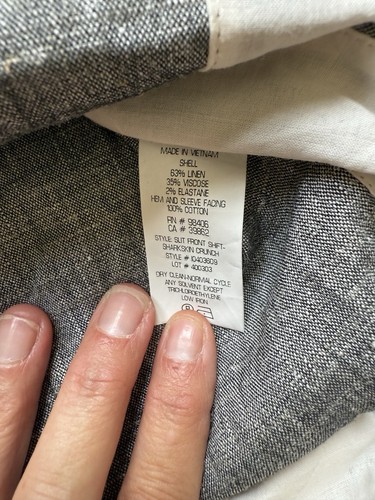 MADE IN VIETNAM
SHELL
63% LINEN
35% VISCOSE
2% ELASTANE
HEM AND SLEEVE FACING
100% COTTON
RN # 98406
CA # 39862
STYLE: SLIT FRONT SHIFT-
SHARKSKIN CRUNCH
STYLE # I0403609
LOT # 400303
DRY CLEAN-NORMAL CYCLE
ANY SOLVENT EXCEPT
TRICHLOROETHYLENE
LOW IRON